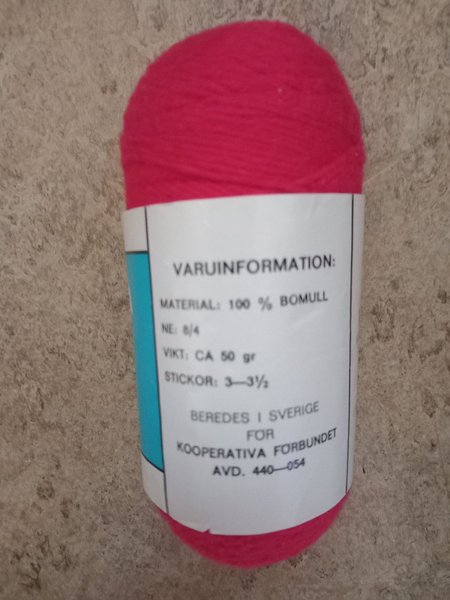 VARUINFORMATION:
MATERIAL: 100 % BOMULL
NE: 8/4
VIKT: CA 50 gr
STICKOR: 3—3½
BEREDES I SVERIGE
FÖR
KOOPERATIVA FÖRBUNDET
AVD. 440—054